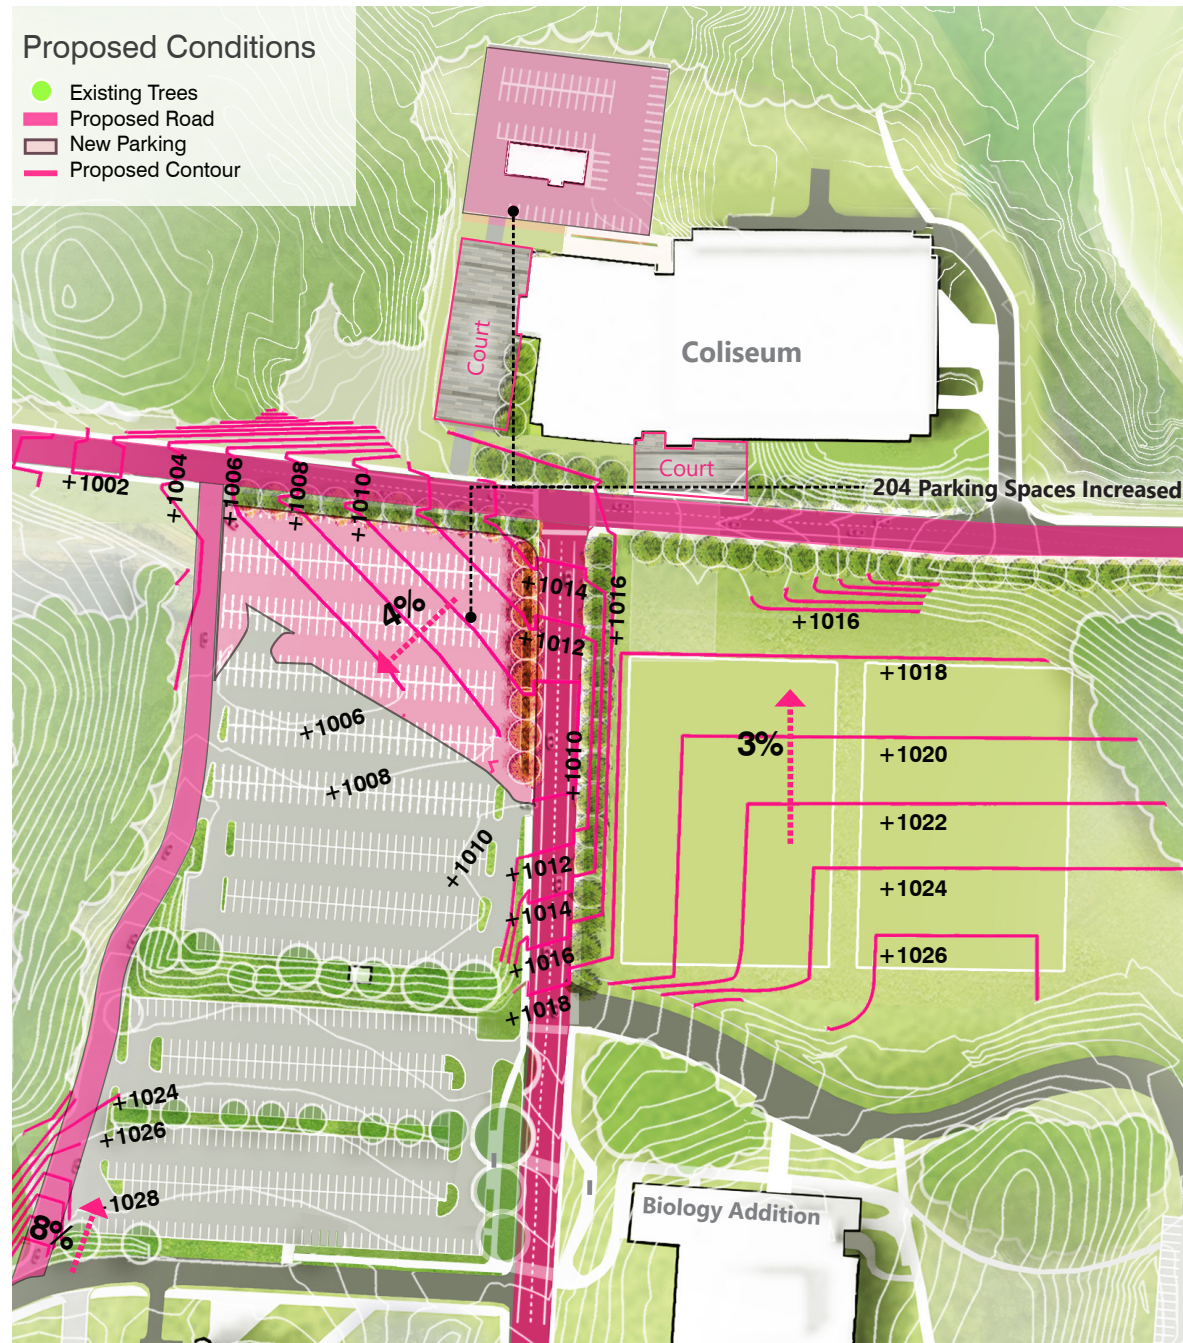 Proposed Conditions
Existing Trees
Proposed Road
New Parking
Proposed Contour
Coliseum
Court
Court
204 Parking Spaces Increased
+1002
+1004
+1006
+1008
+1010
+1014
+1016
+1012
+1016
4%
+1018
+1006
3%
+1020
+1010
+1008
+1022
+1010
+1012
+1024
+1014
+1026
+1016
+1018
+1024
+1026
+1028
8%
Biology Addition